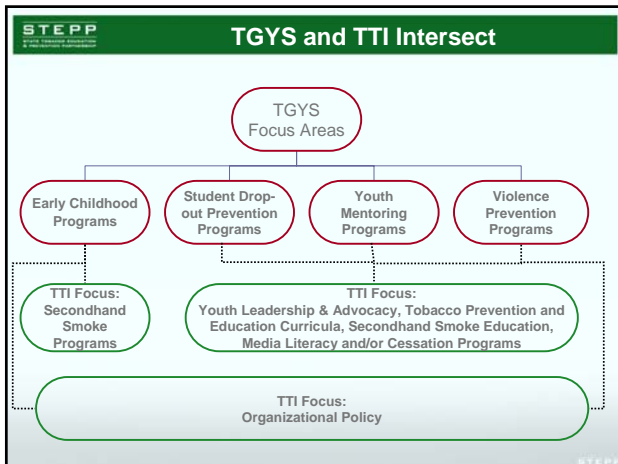 STEPP
STATE TOBACCO EDUCATION
& PREVENTION PARTNERSHIP
TGYS and TTI Intersect
TGYS
Focus Areas
Early Childhood
Programs
Student Drop-
out Prevention
Programs
Youth
Mentoring
Programs
Violence
Prevention
Programs
TTI Focus:
Secondhand
Smoke
Programs
TTI Focus:
Youth Leadership & Advocacy, Tobacco Prevention and
Education Curricula, Secondhand Smoke Education,
Media Literacy and/or Cessation Programs
TTI Focus:
Organizational Policy
STEPP